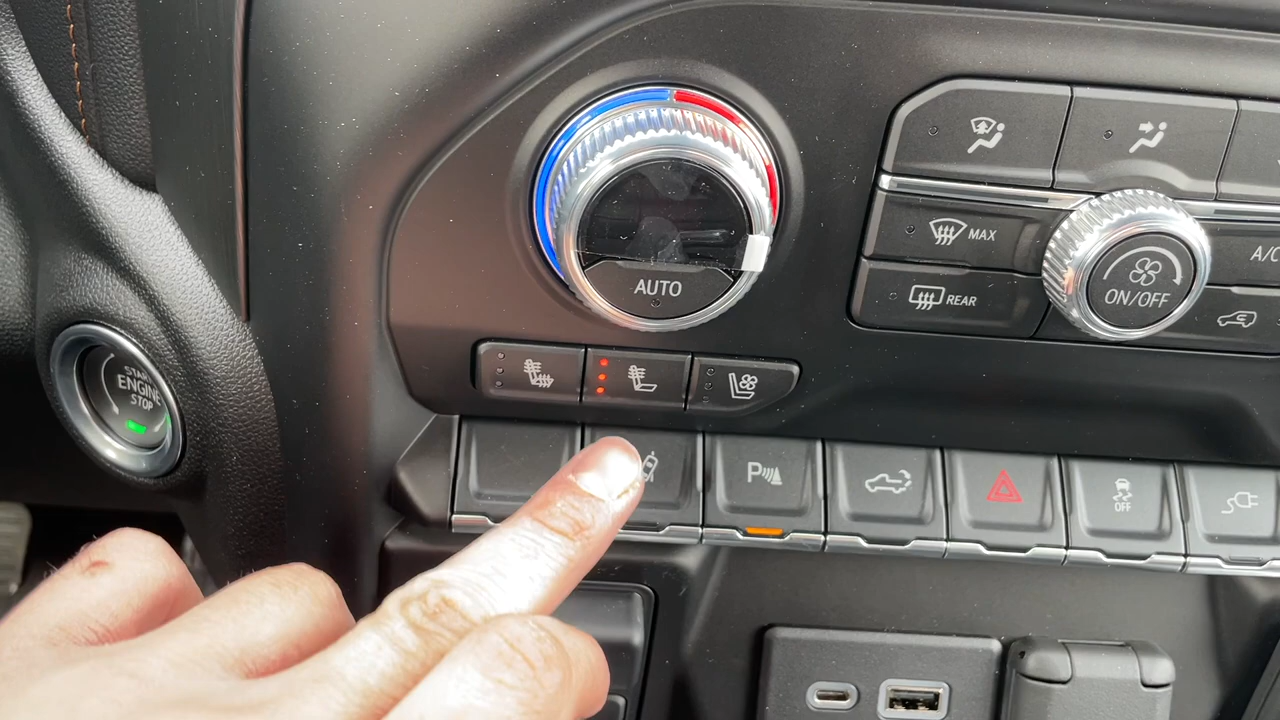 MAX
A/C
AUTO
REAR
ON/OFF
START
ENGINE
STOP
P
OFF